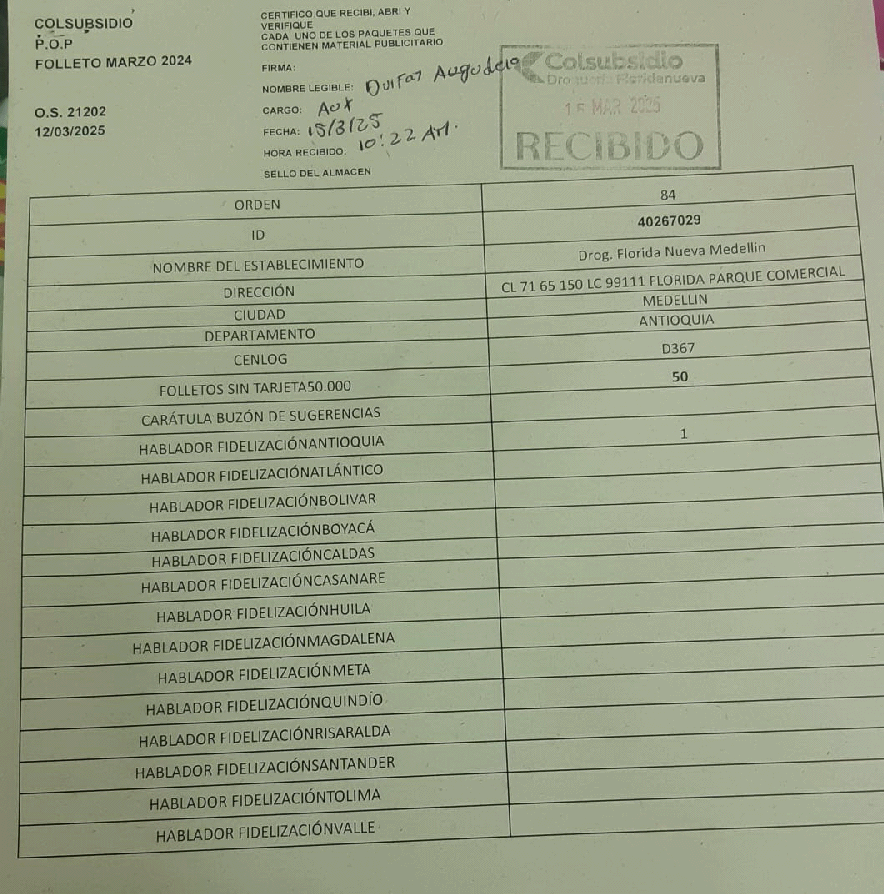 COLSUBSIDIO
P.O.P
FOLLETO MARZO 2024
O.S. 21202
12/03/2025
CERTIFICO QUE RECIBI, ABRI Y
VERIFIQUE
CADA UNO DE LOS PAQUETES QUE
CONTIENEN MATERIAL PUBLICITARIO
FIRMA:
NOMBRE LEGIBLE:
CARGO: Aux
FECHA: 15/3/25
HORA RECIBIDO: 10:22 AM.
SELLO DEL ALMACEN
Colsubsidio
Droguería Floridanueva
15 MAR 2025
RECIBIDO
ORDEN 84
ID 40267029
NOMBRE DEL ESTABLECIMIENTO Drog. Florida Nueva Medellin
DIRECCIÓN CL 71 65 150 LC 99111 FLORIDA PARQUE COMERCIAL
CIUDAD MEDELLIN
DEPARTAMENTO ANTIOQUIA
CENLOG D367
FOLLETOS SIN TARJETA50.000 50
CARÁTULA BUZÓN DE SUGERENCIAS
HABLADOR FIDELIZACIÓNANTIOQUIA 1
HABLADOR FIDELIZACIÓNATLÁNTICO
HABLADOR FIDELIZACIÓNBOLIVAR
HABLADOR FIDELIZACIÓNBOYACÁ
HABLADOR FIDELIZACIÓNCALDAS
HABLADOR FIDELIZACIÓNCASANARE
HABLADOR FIDELIZACIÓNHUILA
HABLADOR FIDELIZACIÓNMAGDALENA
HABLADOR FIDELIZACIÓNMETA
HABLADOR FIDELIZACIÓNQUINDÍO
HABLADOR FIDELIZACIÓNRISARALDA
HABLADOR FIDELIZACIÓNSANTANDER
HABLADOR FIDELIZACIÓNTOLIMA
HABLADOR FIDELIZACIÓNVALLE